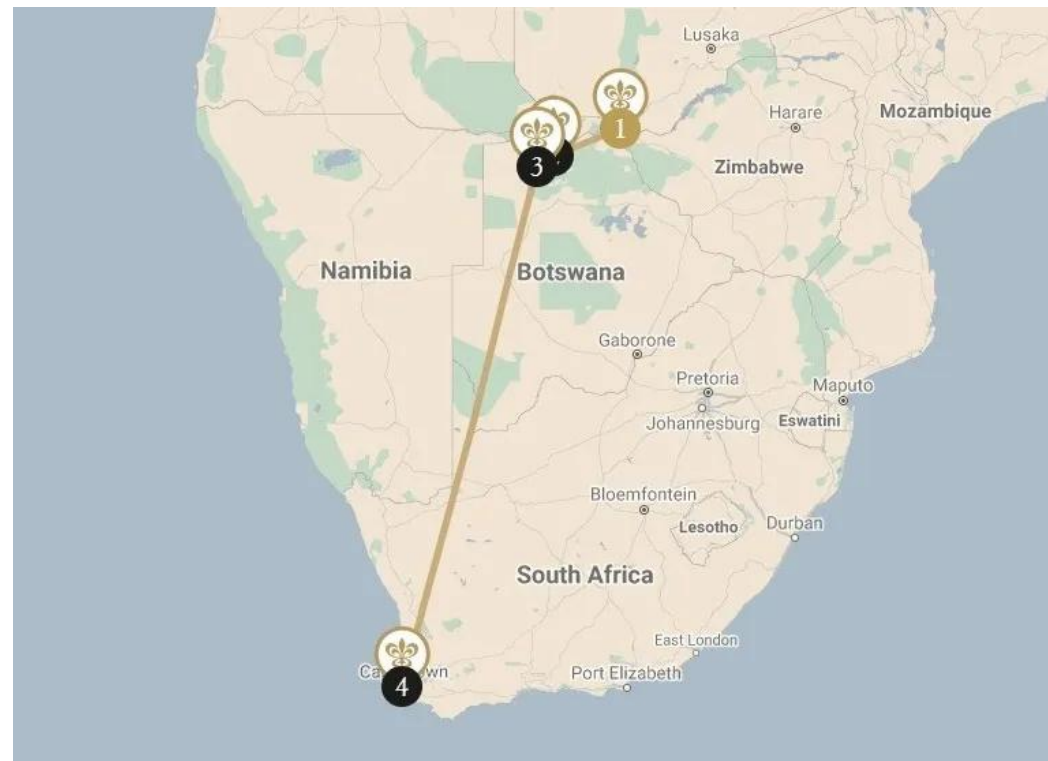 Lusaka
1
Harare
Mozambique
3
Zimbabwe
Namibia
Botswana
Gaborone
Pretoria
Maputo
Johannesburg
Eswatini
Bloemfontein
Lesotho
Durban
South Africa
East London
Port Elizabeth
4